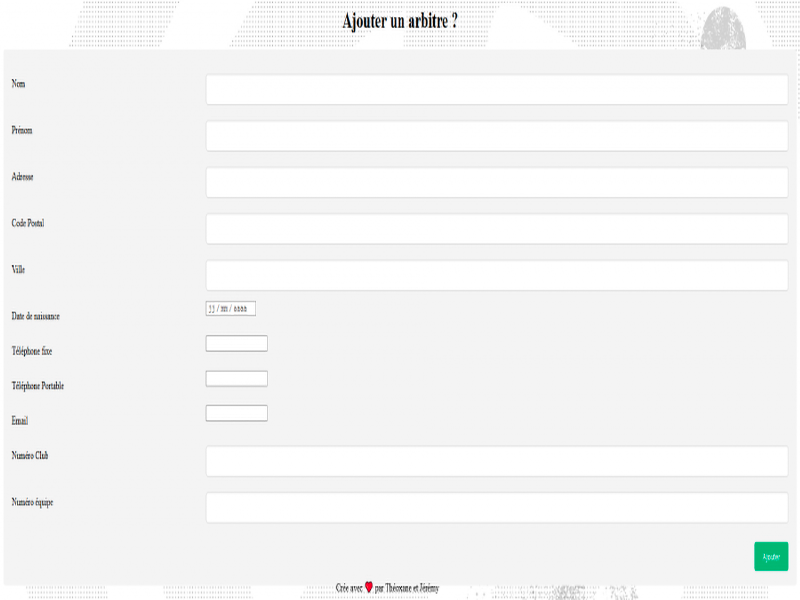 Ajouter un arbitre ?
Nom
Prénom
Adresse
Code Postal
Ville
Date de naissance
JJ / mm / aaaa
Téléphone fixe
Téléphone Portable
Email
Numéro Club
Numéro équipe
Ajouter
Crée avec ❤ par Théoxane et Jérémy